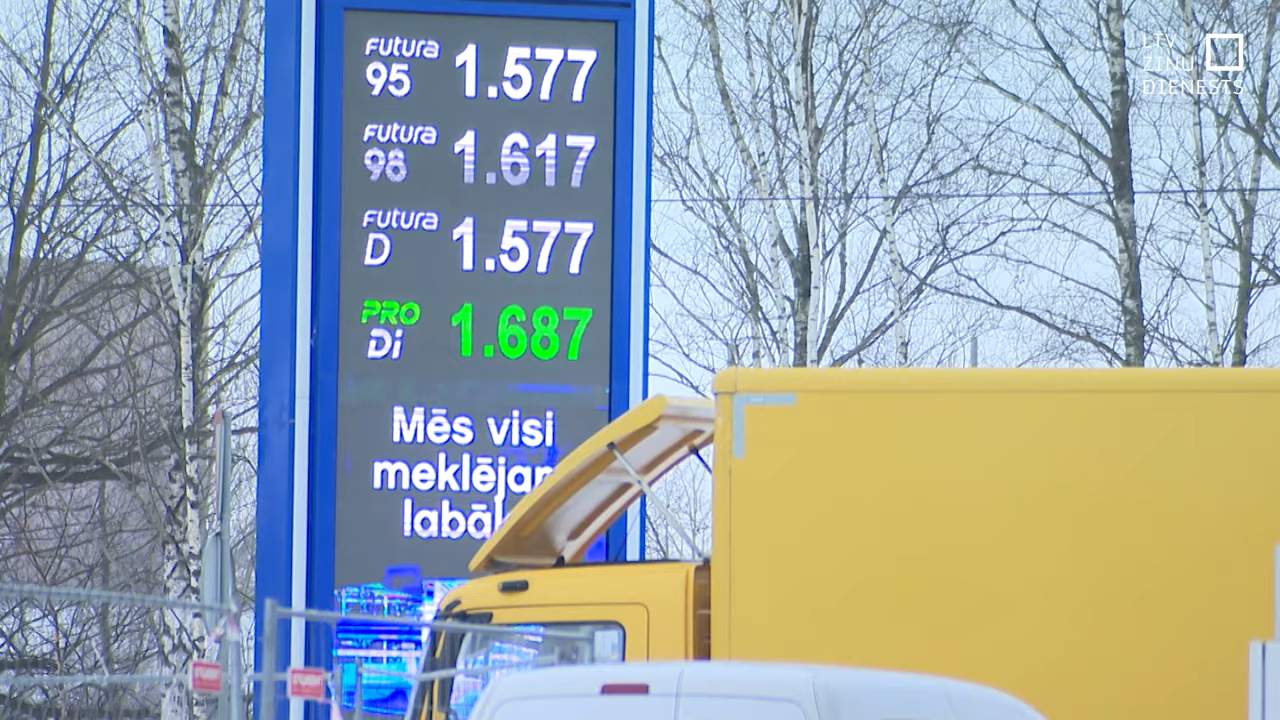 Futura
95 1.577
Futura
98 1.617
Futura
D 1.577
PRO
Di 1.687
Mēs visi
LTV
ZIŅU
DIENESTS